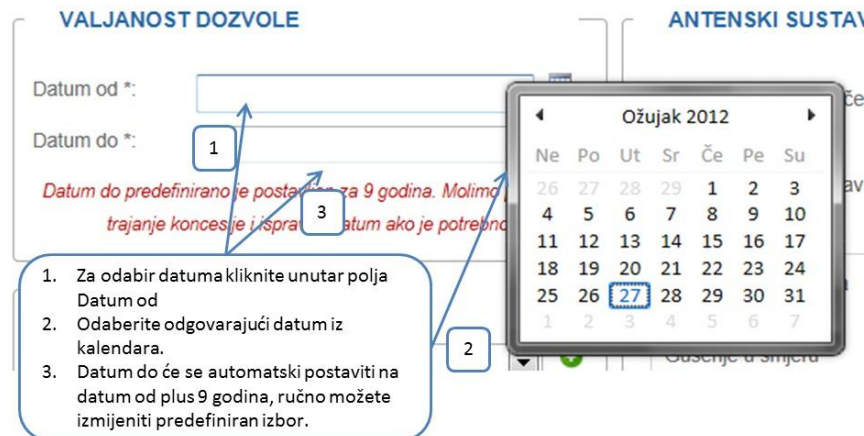 VALJANOST DOZVOLE
ANTENSKI SUSTAV
Datum od *:
Datum do *:
1
Datum do predefinirano je postavljen za 9 godina. Molimo
3
trajanje koncesije i ispravite datum ako je potrebno
Ožujak 2012
Ne Po Ut Sr Če Pe Su
26 27 28 29 1 2 3
4 5 6 7 8 9 10
11 12 13 14 15 16 17
18 19 20 21 22 23 24
25 26 27 28 29 30 31
1 2 3 4 5 6 7
1. Za odabir datuma kliknite unutar polja
Datum od
2. Odaberite odgovarajući datum iz
kalendara.
3. Datum do će se automatski postaviti na
datum od plus 9 godina, ručno možete
izmijeniti predefiniran izbor.
2
Gušenje u smjeru